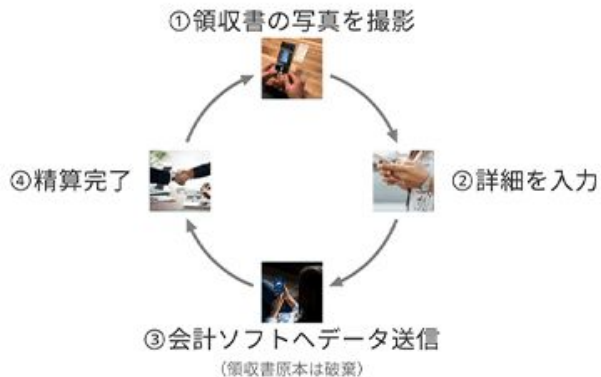 ①領収書の写真を撮影
②詳細を入力
③会計ソフトへデータ送信
(領収書原本は破棄)
④精算完了